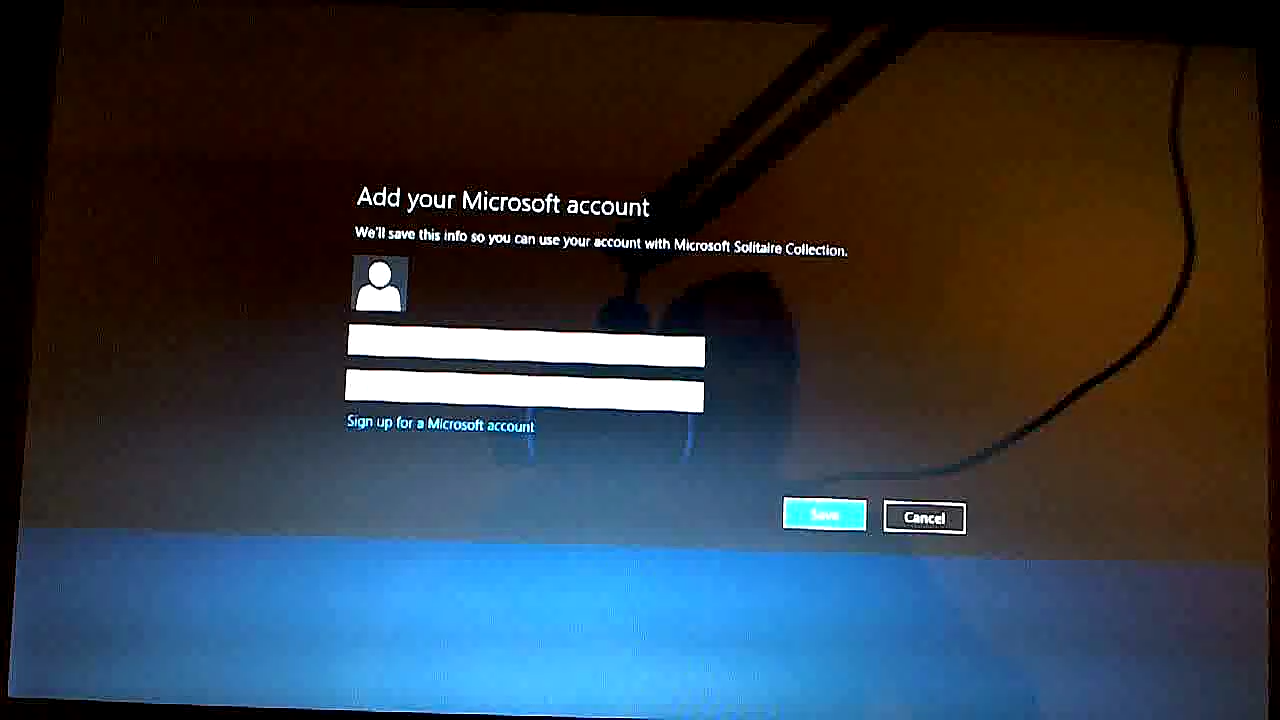 Add your Microsoft account
We'll save this info so you can use your account with Microsoft Solitaire Collection.
Sign up for a Microsoft account
Save
Cancel